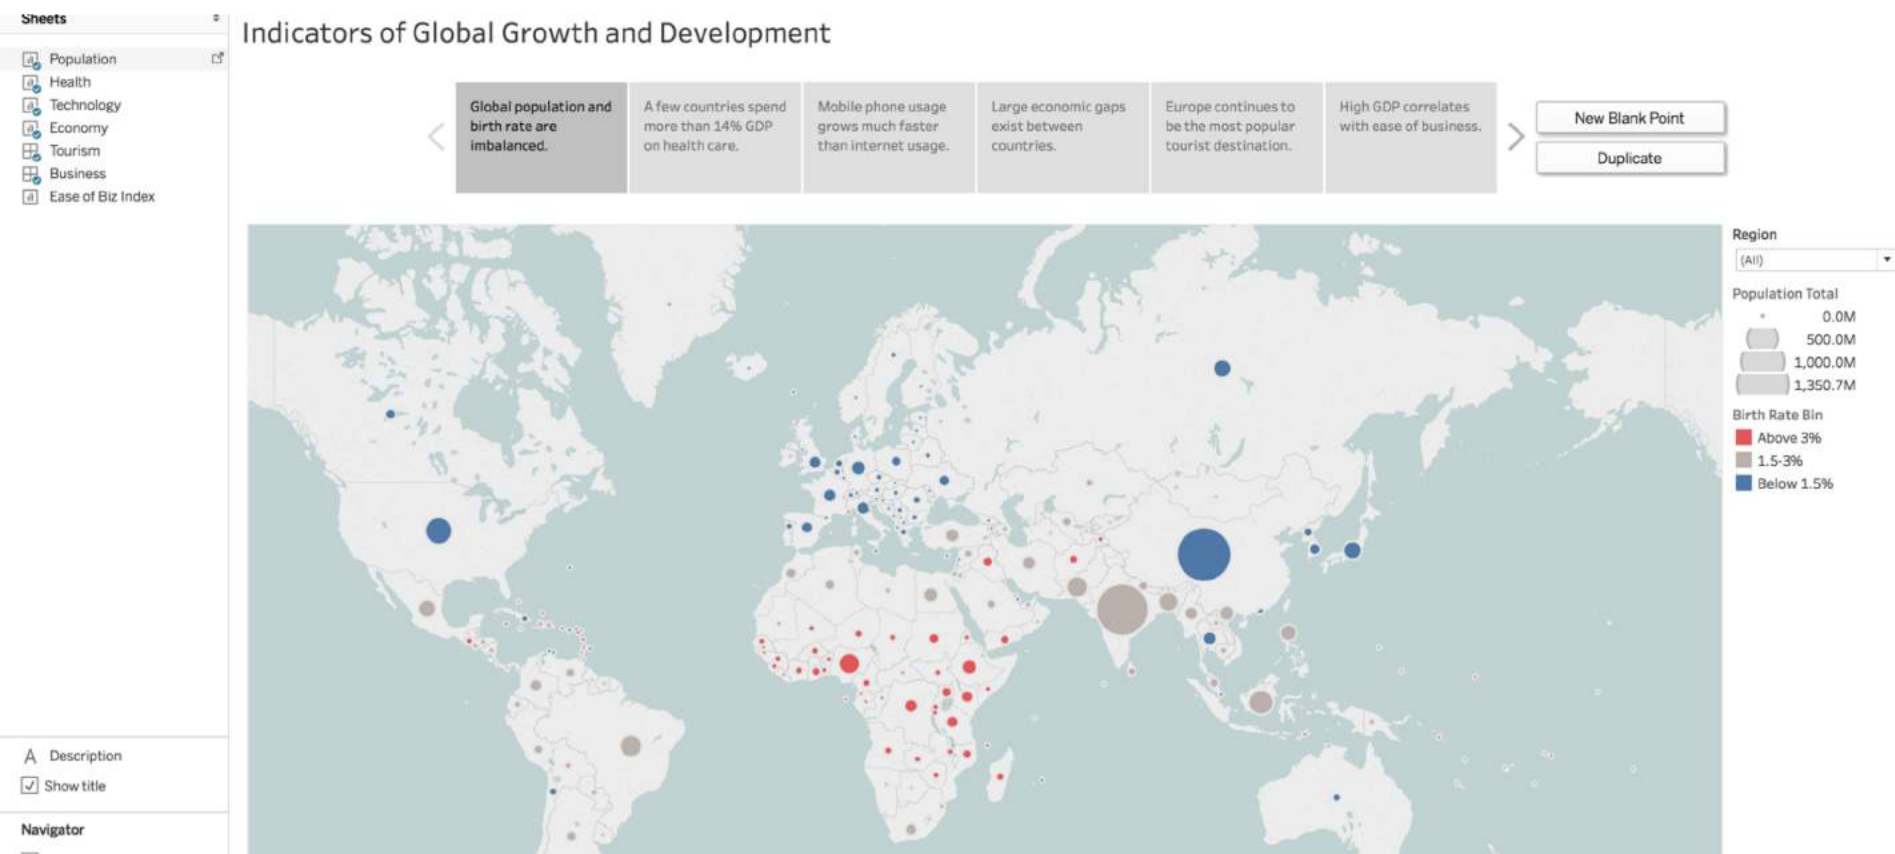 Sheets
Population
Health
Technology
Economy
Tourism
Business
Ease of Biz Index
Description
Show title
Navigator
Indicators of Global Growth and Development
Global population and
birth rate are
imbalanced.
A few countries spend
more than 14% GDP
on health care.
Mobile phone usage
grows much faster
than internet usage.
Large economic gaps
exist between
countries.
Europe continues to
be the most popular
tourist destination.
High GDP correlates
with ease of business.
New Blank Point
Duplicate
Region
(All)
Population Total
0.0M
500.0M
1,000.0M
1,350.7M
Birth Rate Bin
Above 3%
1.5-3%
Below 1.5%